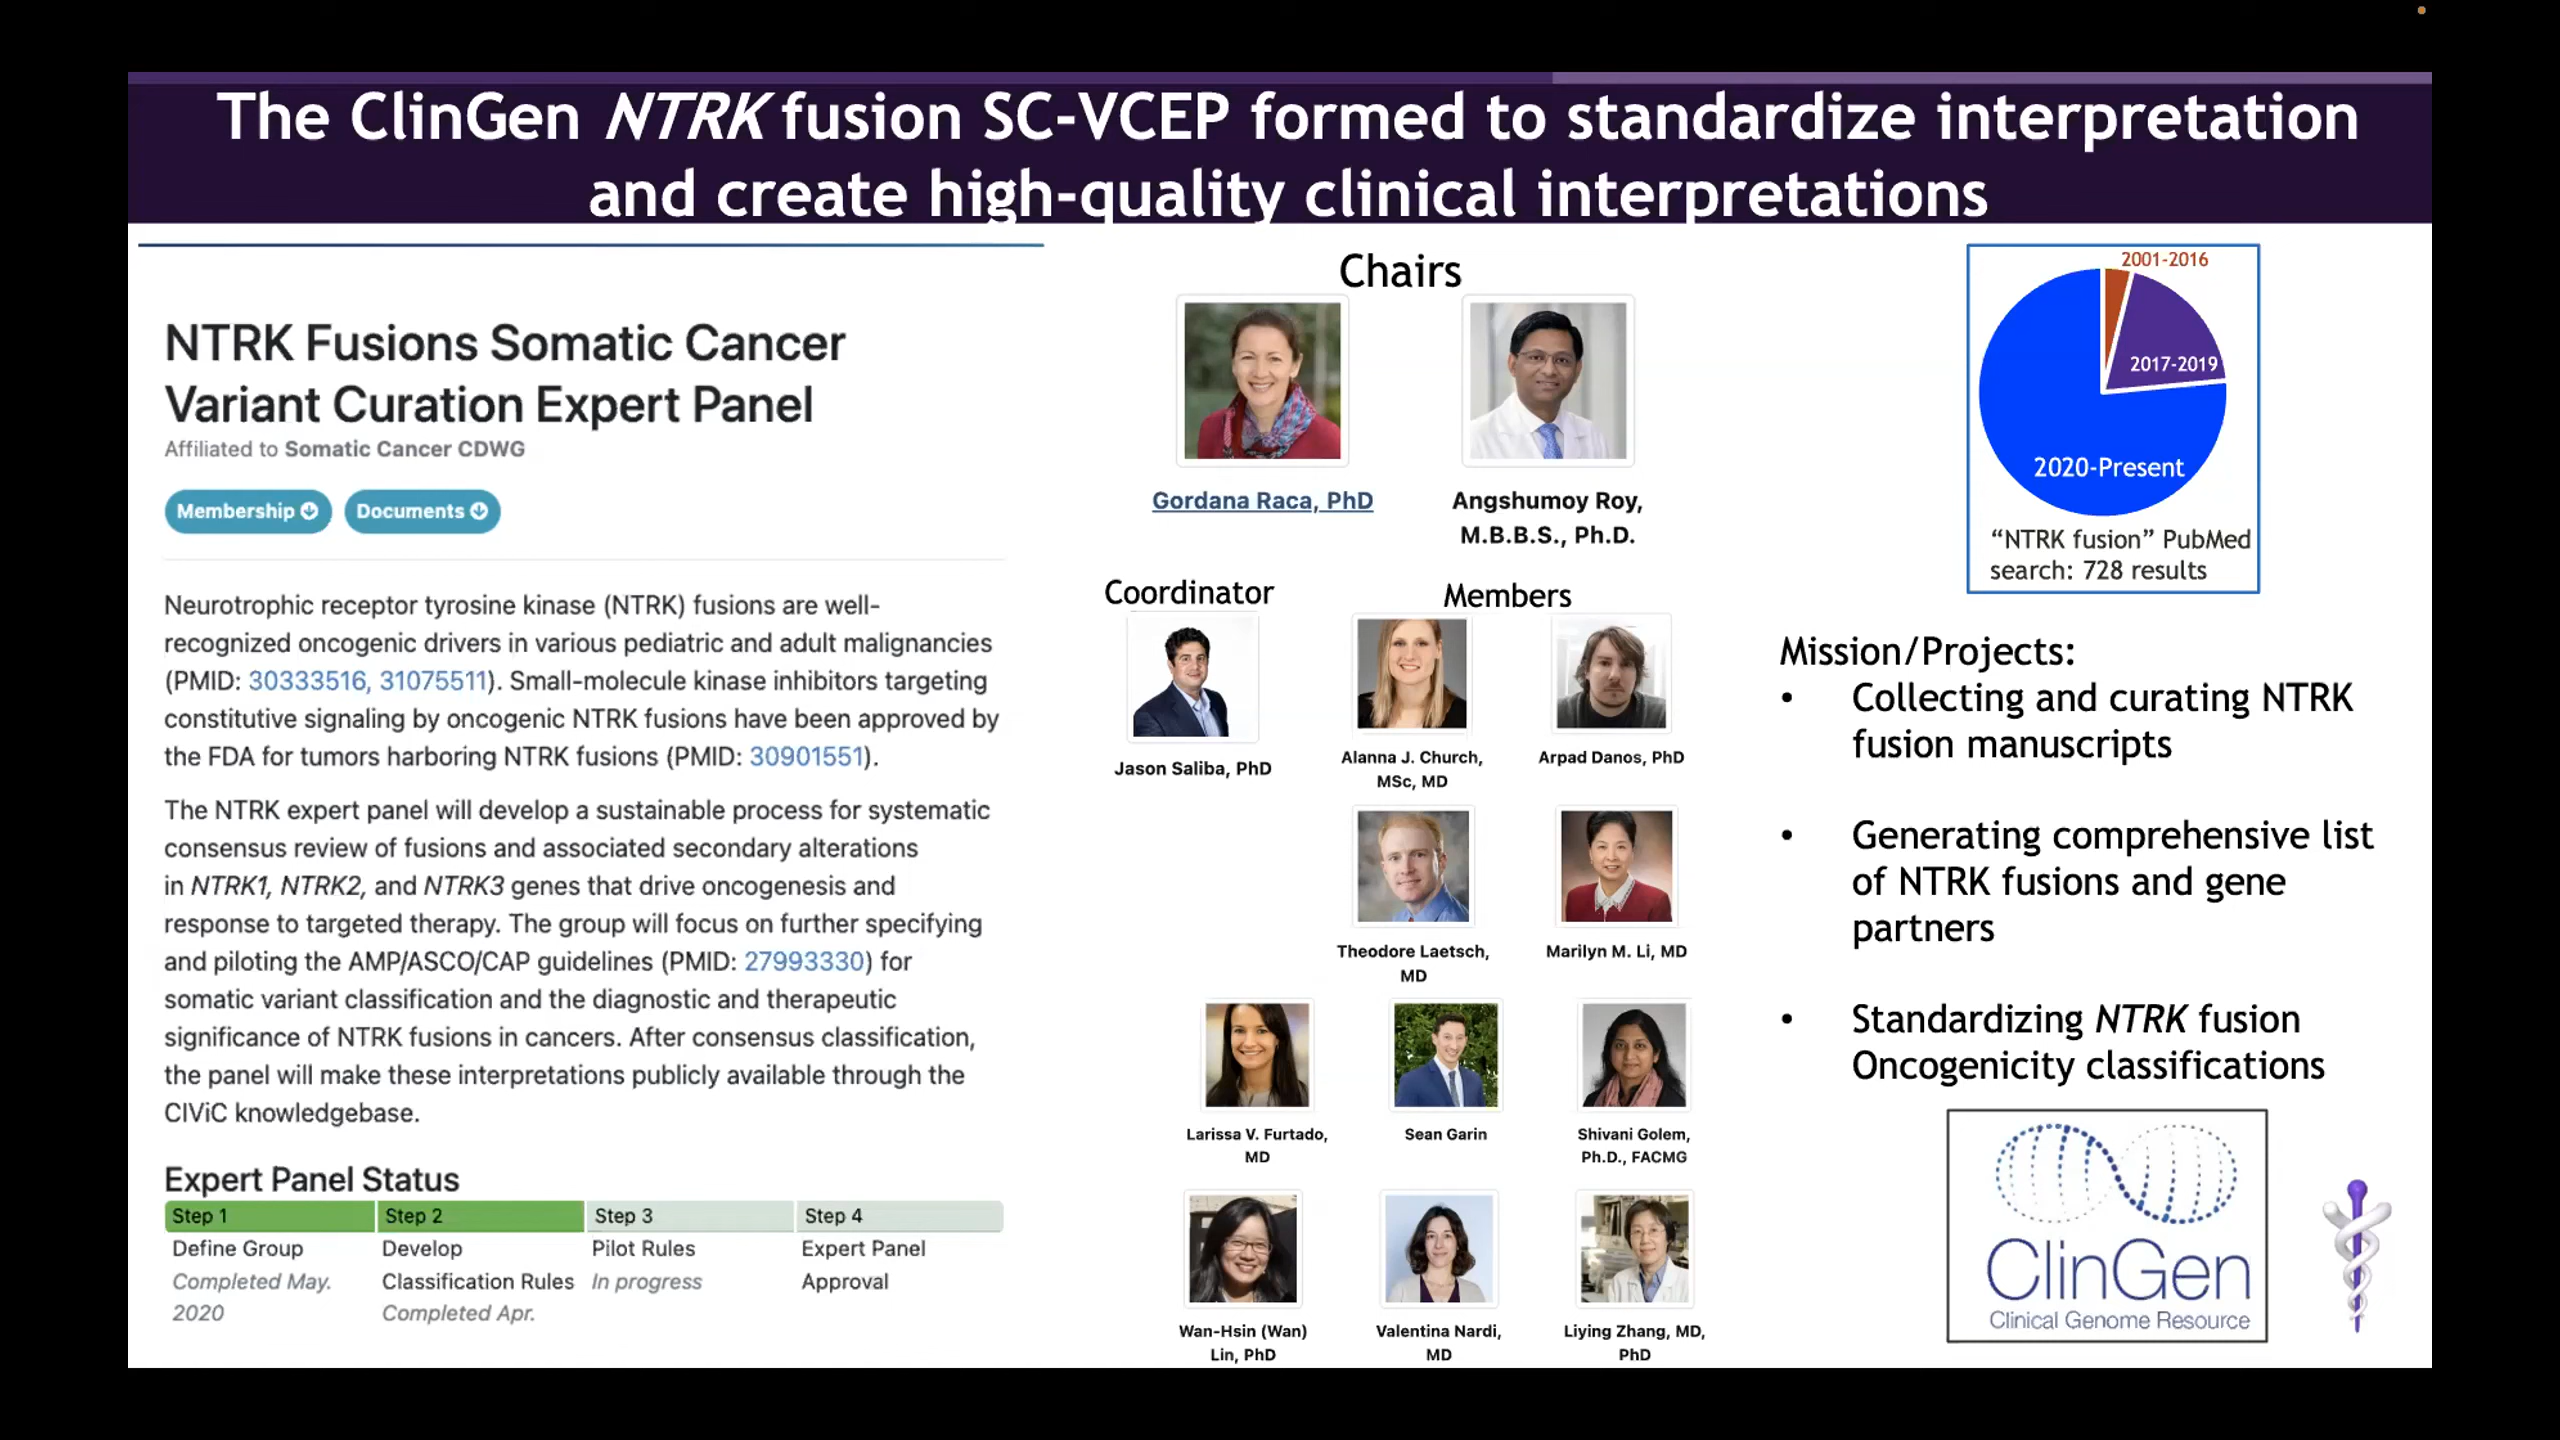 The ClinGen NTRK fusion SC-VCEP formed to standardize interpretation
and create high-quality clinical interpretations
NTRK Fusions Somatic Cancer
Variant Curation Expert Panel
Affiliated to Somatic Cancer CDWG
Membership
Documents
Neurotrophic receptor tyrosine kinase (NTRK) fusions are well-
recognized oncogenic drivers in various pediatric and adult malignancies
(PMID: 30333516, 31075511). Small-molecule kinase inhibitors targeting
constitutive signaling by oncogenic NTRK fusions have been approved by
the FDA for tumors harboring NTRK fusions (PMID: 30901551).
The NTRK expert panel will develop a sustainable process for systematic
consensus review of fusions and associated secondary alterations
in NTRK1, NTRK2, and NTRK3 genes that drive oncogenesis and
response to targeted therapy. The group will focus on further specifying
and piloting the AMP/ASCO/CAP guidelines (PMID: 27993330) for
somatic variant classification and the diagnostic and therapeutic
significance of NTRK fusions in cancers. After consensus classification,
the panel will make these interpretations publicly available through the
CIViC knowledgebase.
Expert Panel Status
Step 1
Define Group
Completed May.
2020
Step 2
Develop
Classification Rules
Completed Apr.
Step 3
Pilot Rules
In progress
Step 4
Expert Panel
Approval
Chairs
Gordana Raca, PhD
Angshumoy Roy,
M.B.B.S., Ph.D.
Coordinator
Jason Saliba, PhD
Members
Alanna J. Church,
MSc, MD
Arpad Danos, PhD
Theodore Laetsch,
MD
Marilyn M. Li, MD
Larissa V. Furtado,
MD
Sean Garin
Shivani Golem,
Ph.D., FACMG
Wan-Hsin (Wan)
Lin, PhD
Valentina Nardi,
MD
Liying Zhang, MD,
PhD
2001-2016
2017-2019
2020-Present
“NTRK fusion” PubMed
search: 728 results
Mission/Projects:
• Collecting and curating NTRK
fusion manuscripts
• Generating comprehensive list
of NTRK fusions and gene
partners
• Standardizing NTRK fusion
Oncogenicity classifications
ClinGen
Clinical Genome Resource